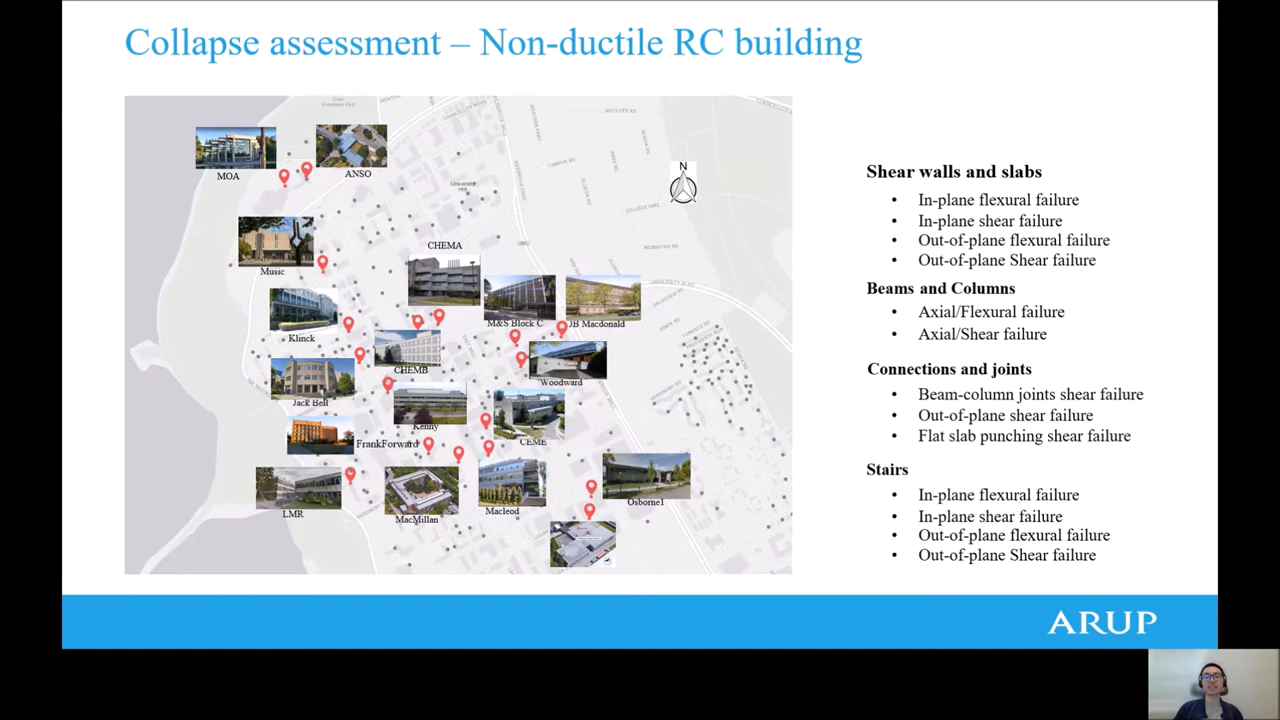 Collapse assessment – Non-ductile RC building
MOA
ANSO
University Hill
N
Music
CHEMA
M&S Block C
JB Macdonald
Klinck
CHEMB
Woodward
Jack Bell
Kenny
CEME
FrankForward
LMR
MacMillan
Macleod
Osborne1
Shear walls and slabs
• In-plane flexural failure
• In-plane shear failure
• Out-of-plane flexural failure
• Out-of-plane Shear failure
Beams and Columns
• Axial/Flexural failure
• Axial/Shear failure
Connections and joints
• Beam-column joints shear failure
• Out-of-plane shear failure
• Flat slab punching shear failure
Stairs
• In-plane flexural failure
• In-plane shear failure
• Out-of-plane flexural failure
• Out-of-plane Shear failure
ARUP